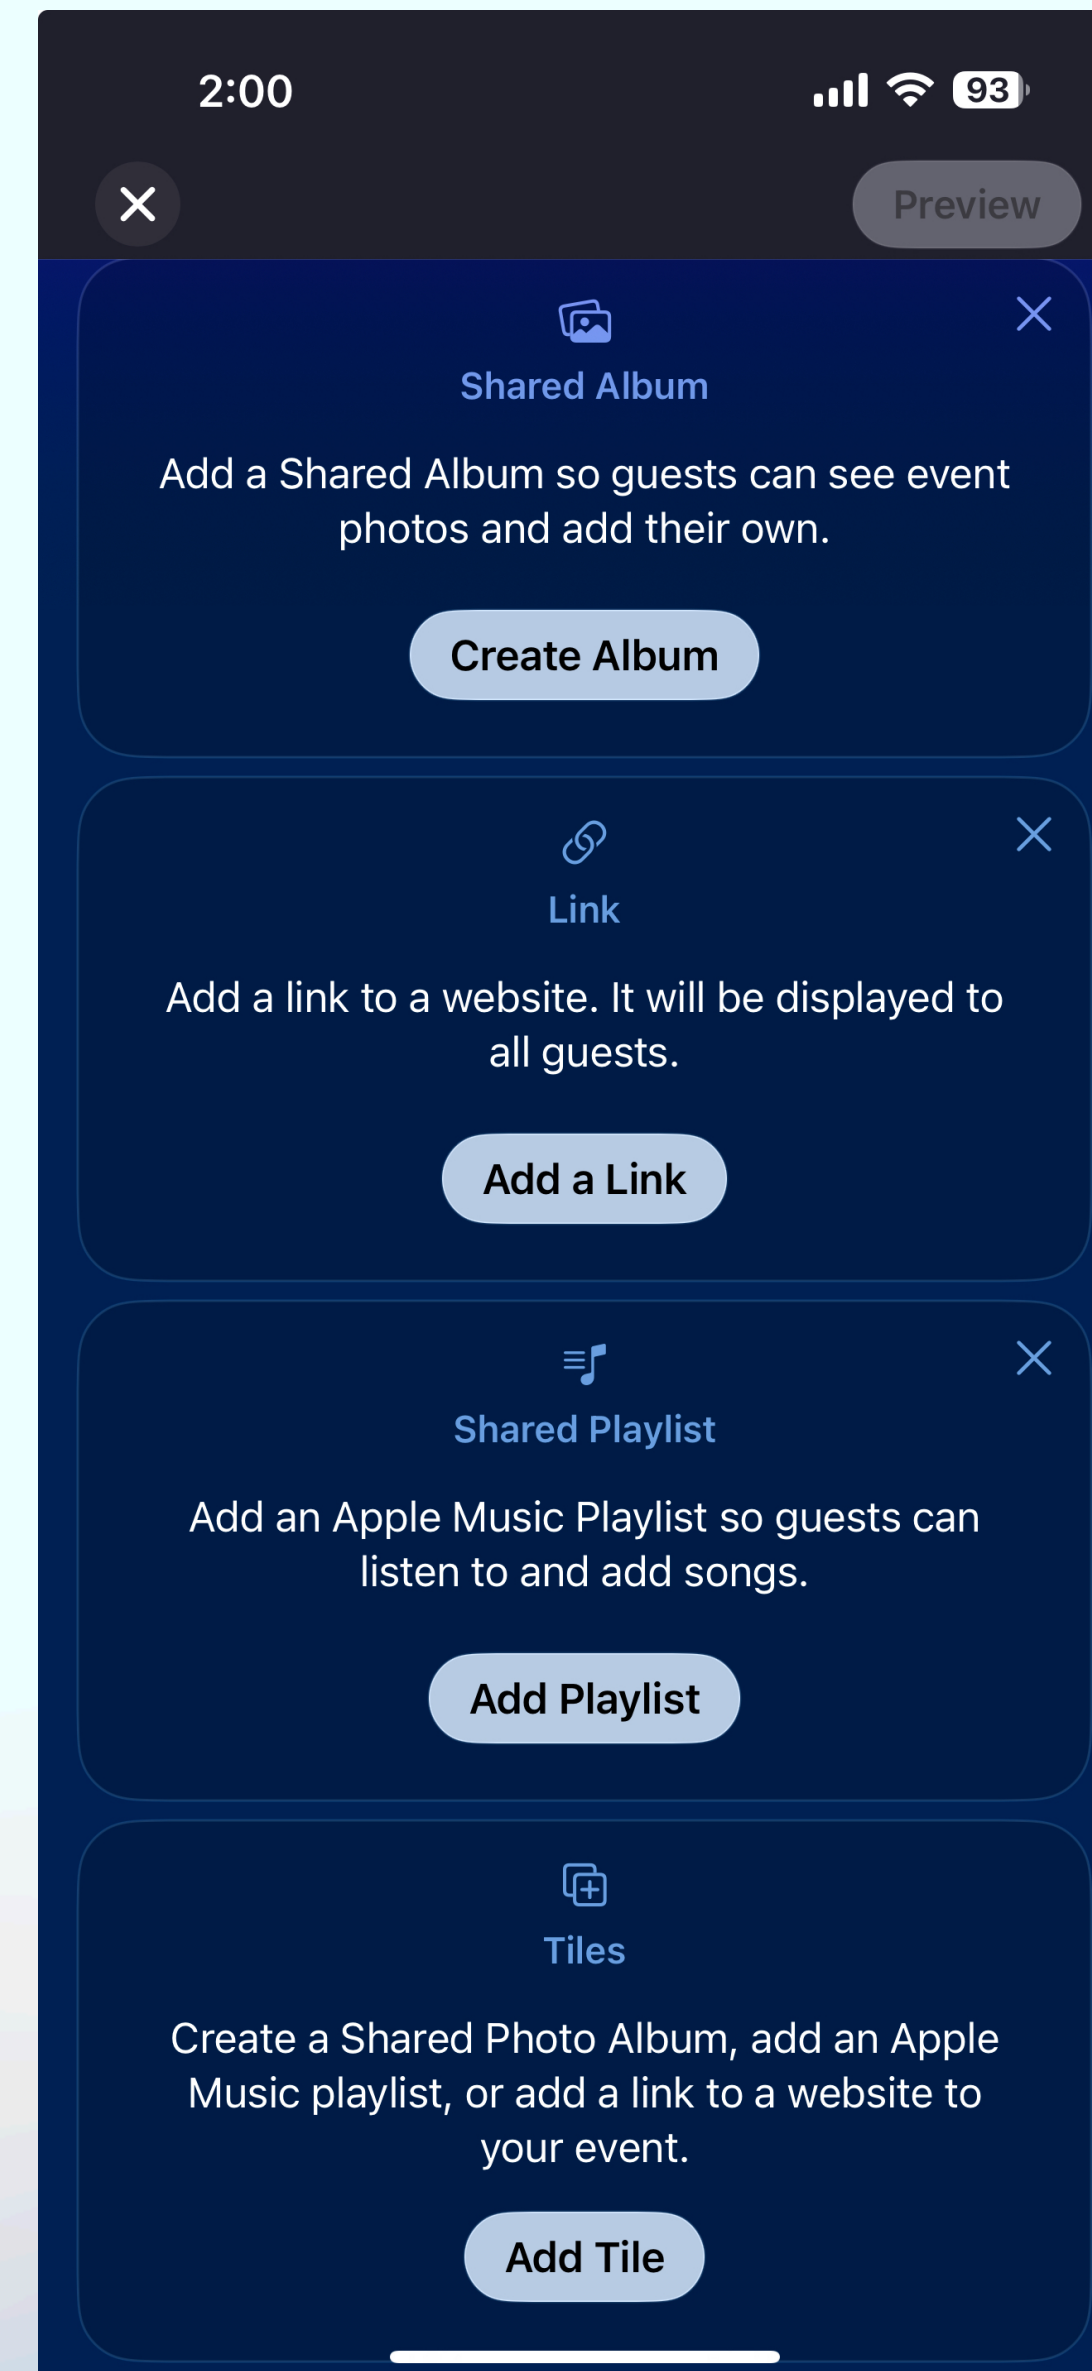 2:00
93
Preview
Shared Album
Add a Shared Album so guests can see event
photos and add their own.
Create Album
Link
Add a link to a website. It will be displayed to
all guests.
Add a Link
Shared Playlist
Add an Apple Music Playlist so guests can
listen to and add songs.
Add Playlist
Tiles
Create a Shared Photo Album, add an Apple
Music playlist, or add a link to a website to
your event.
Add Tile